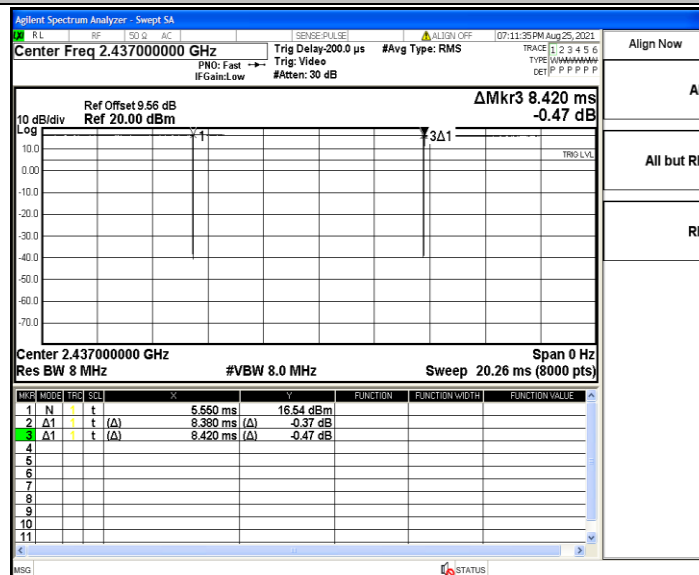 Agilent Spectrum Analyzer - Swept SA
RL RF 50 Ω AC SENSE:PULSE ALIGN OFF 07:11:35 PM Aug 25, 2021
Center Freq 2.437000000 GHz
PNO: Fast
IFGain:Low
Trig Delay-200.0 µs
Trig: Video
#Atten: 30 dB
#Avg Type: RMS
TRACE 1 2 3 4 5 6
TYPE WWWWWW
DET P P P P P P
Align Now
All but R
ΔMkr3 8.420 ms
-0.47 dB
Ref Offset 9.56 dB
10 dB/div Ref 20.00 dBm
Log
1
3Δ1
TRIG LVL
10.0
0.00
-10.0
-20.0
-30.0
-40.0
-50.0
-60.0
-70.0
Center 2.437000000 GHz Span 0 Hz
Res BW 8 MHz #VBW 8.0 MHz Sweep 20.26 ms (8000 pts)
MKR MODE TRC SCL X Y FUNCTION FUNCTION WIDTH FUNCTION VALUE
1 N 1 t 5.550 ms 16.54 dBm
2 Δ1 1 t (Δ) 8.380 ms (Δ) -0.37 dB
3 Δ1 1 t (Δ) 8.420 ms (Δ) -0.47 dB
4
5
6
7
8
9
10
11
MSG STATUS